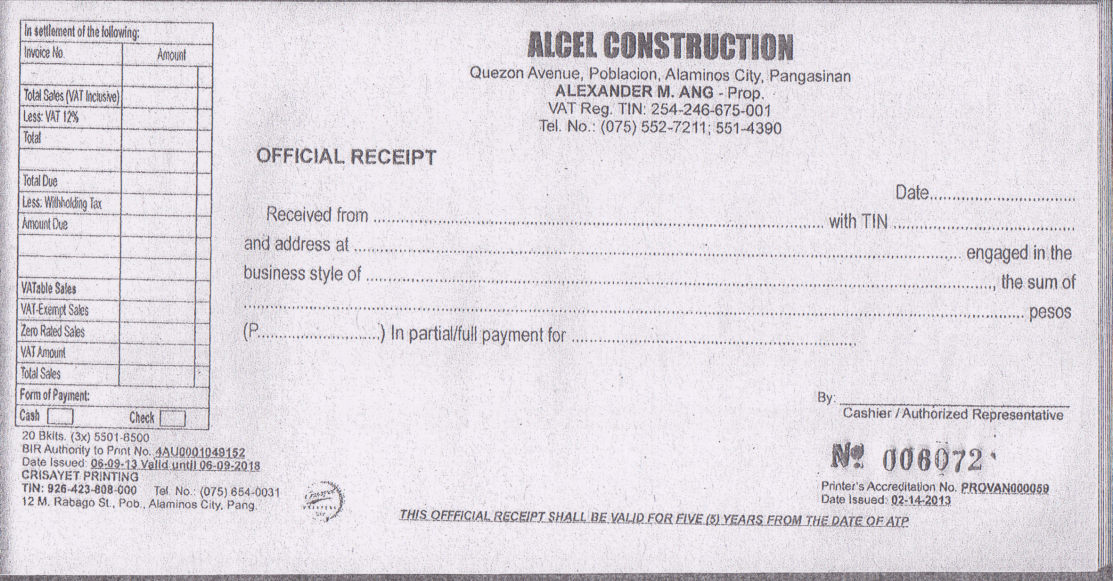 In settlement of the following:
Invoice No. Amount
Total Sales (VAT Inclusive)
Less: VAT 12%
Total
Total Due
Less: Withholding Tax
Amount Due
VATable Sales
VAT-Exempt Sales
Zero Rated Sales
VAT Amount
Total Sales
Form of Payment:
Cash Check
20 Bklts. (3x) 5501-6500
BIR Authority to Print No. 4AU0001049152
Date Issued: 06-09-13 Valid until 06-09-2018
CRISAYET PRINTING
TIN: 926-423-808-000 Tel. No.: (075) 654-0031
12 M. Rabago St., Pob., Alaminos City, Pang.
ALCEL CONSTRUCTION
Quezon Avenue, Poblacion, Alaminos City, Pangasinan
ALEXANDER M. ANG - Prop.
VAT Reg. TIN: 254-246-675-001
Tel. No.: (075) 552-7211; 551-4390
OFFICIAL RECEIPT
Date
Received from with TIN
and address at engaged in the
business style of , the sum of
pesos
(P ) In partial/full payment for
By:
Cashier / Authorized Representative
No. 006072
Printer's Accreditation No. PROVAN000059
Date Issued: 02-14-2013
THIS OFFFICIAL RECEIPT SHALL BE VALID FOR FIVE (5) YEARS FROM THE DATE OF ATP